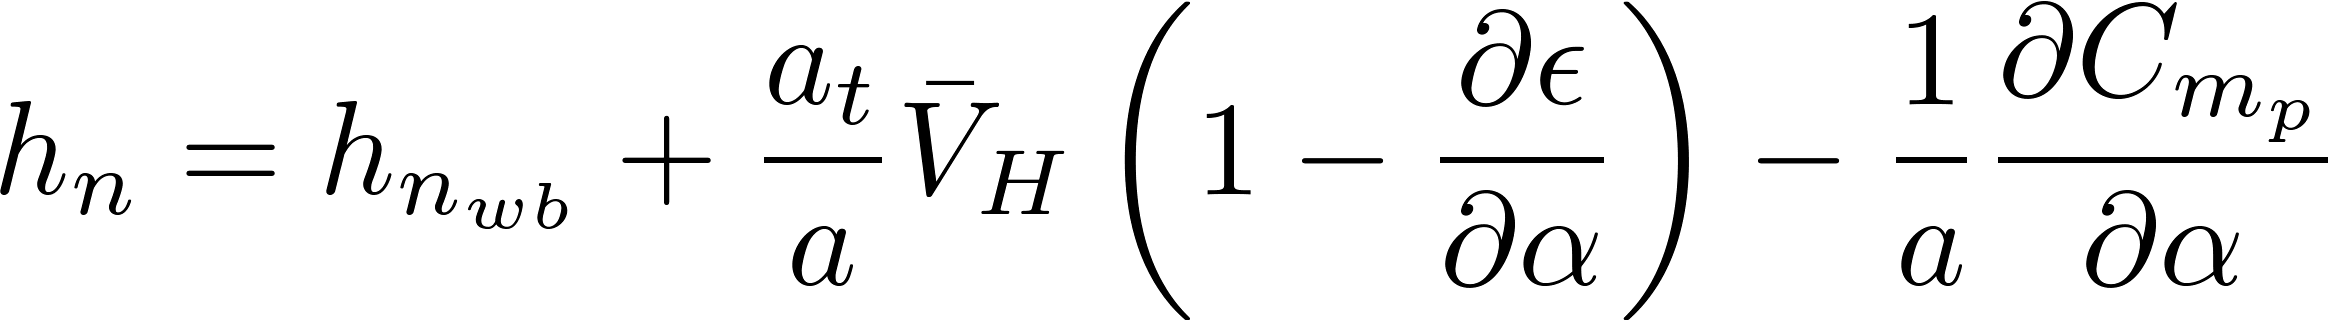 h_n = h_{n_{wb}} + \frac{a_t}{a} \bar{V}_H \left( 1 - \frac{\partial \epsilon}{\partial \alpha} \right) - \frac{1}{a} \frac{\partial C_{m_p}}{\partial \alpha}